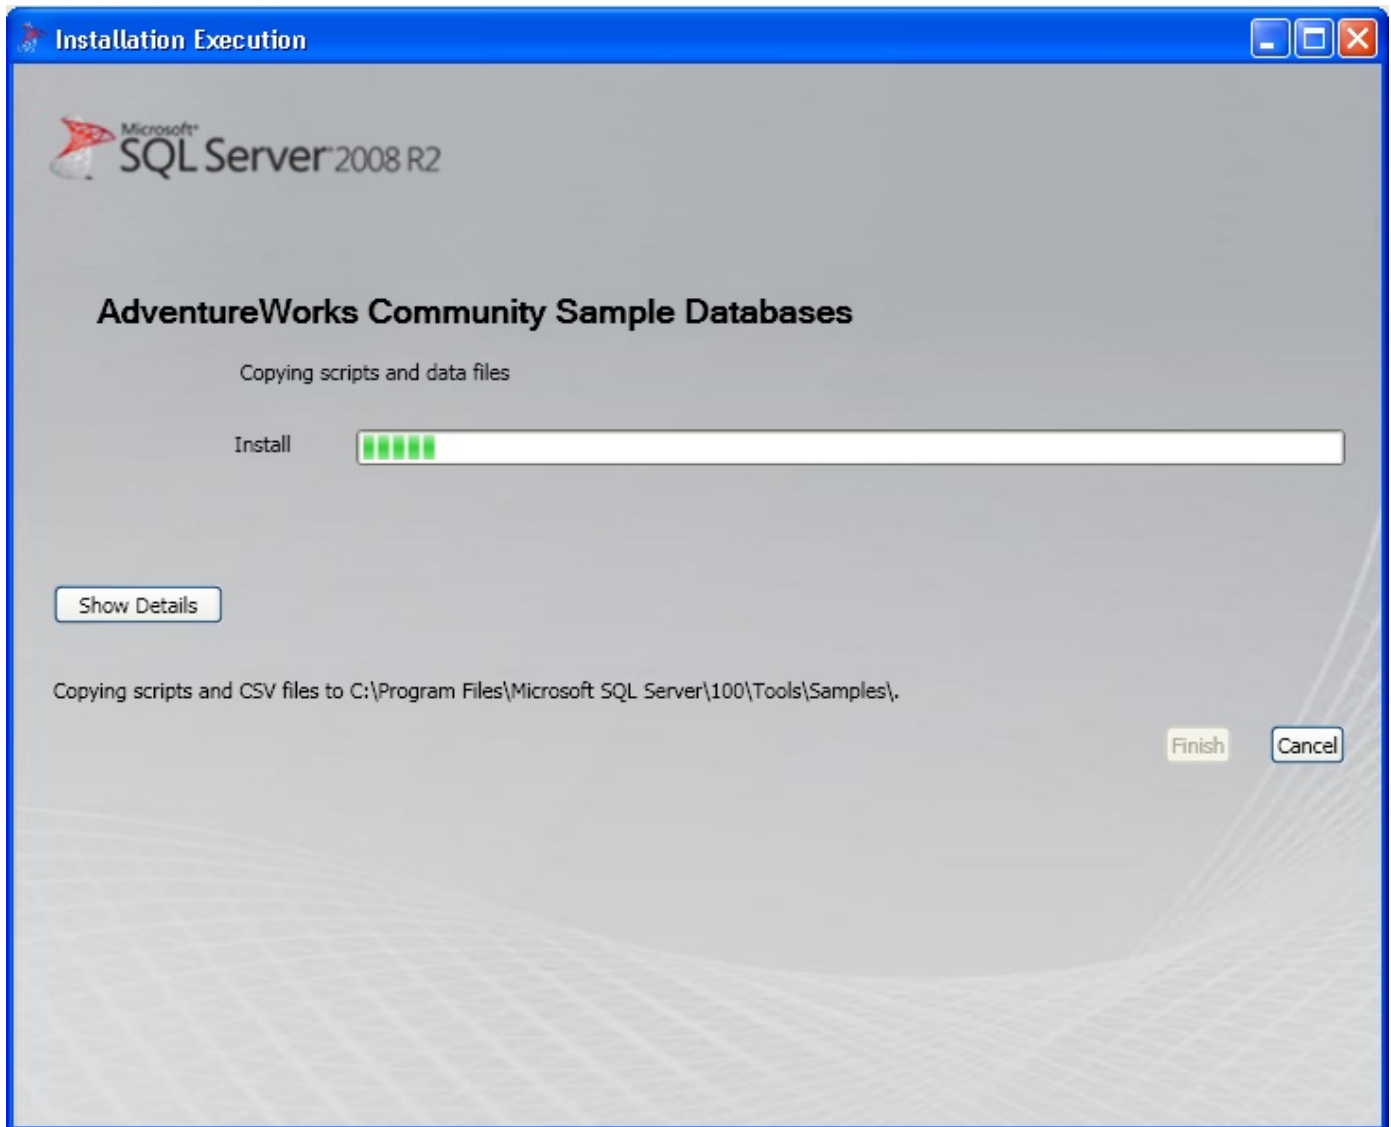 Installation Execution
Microsoft®
SQL Server® 2008 R2
AdventureWorks Community Sample Databases
Copying scripts and data files
Install
Show Details
Copying scripts and CSV files to C:\Program Files\Microsoft SQL Server\100\Tools\Samples\.
Finish
Cancel